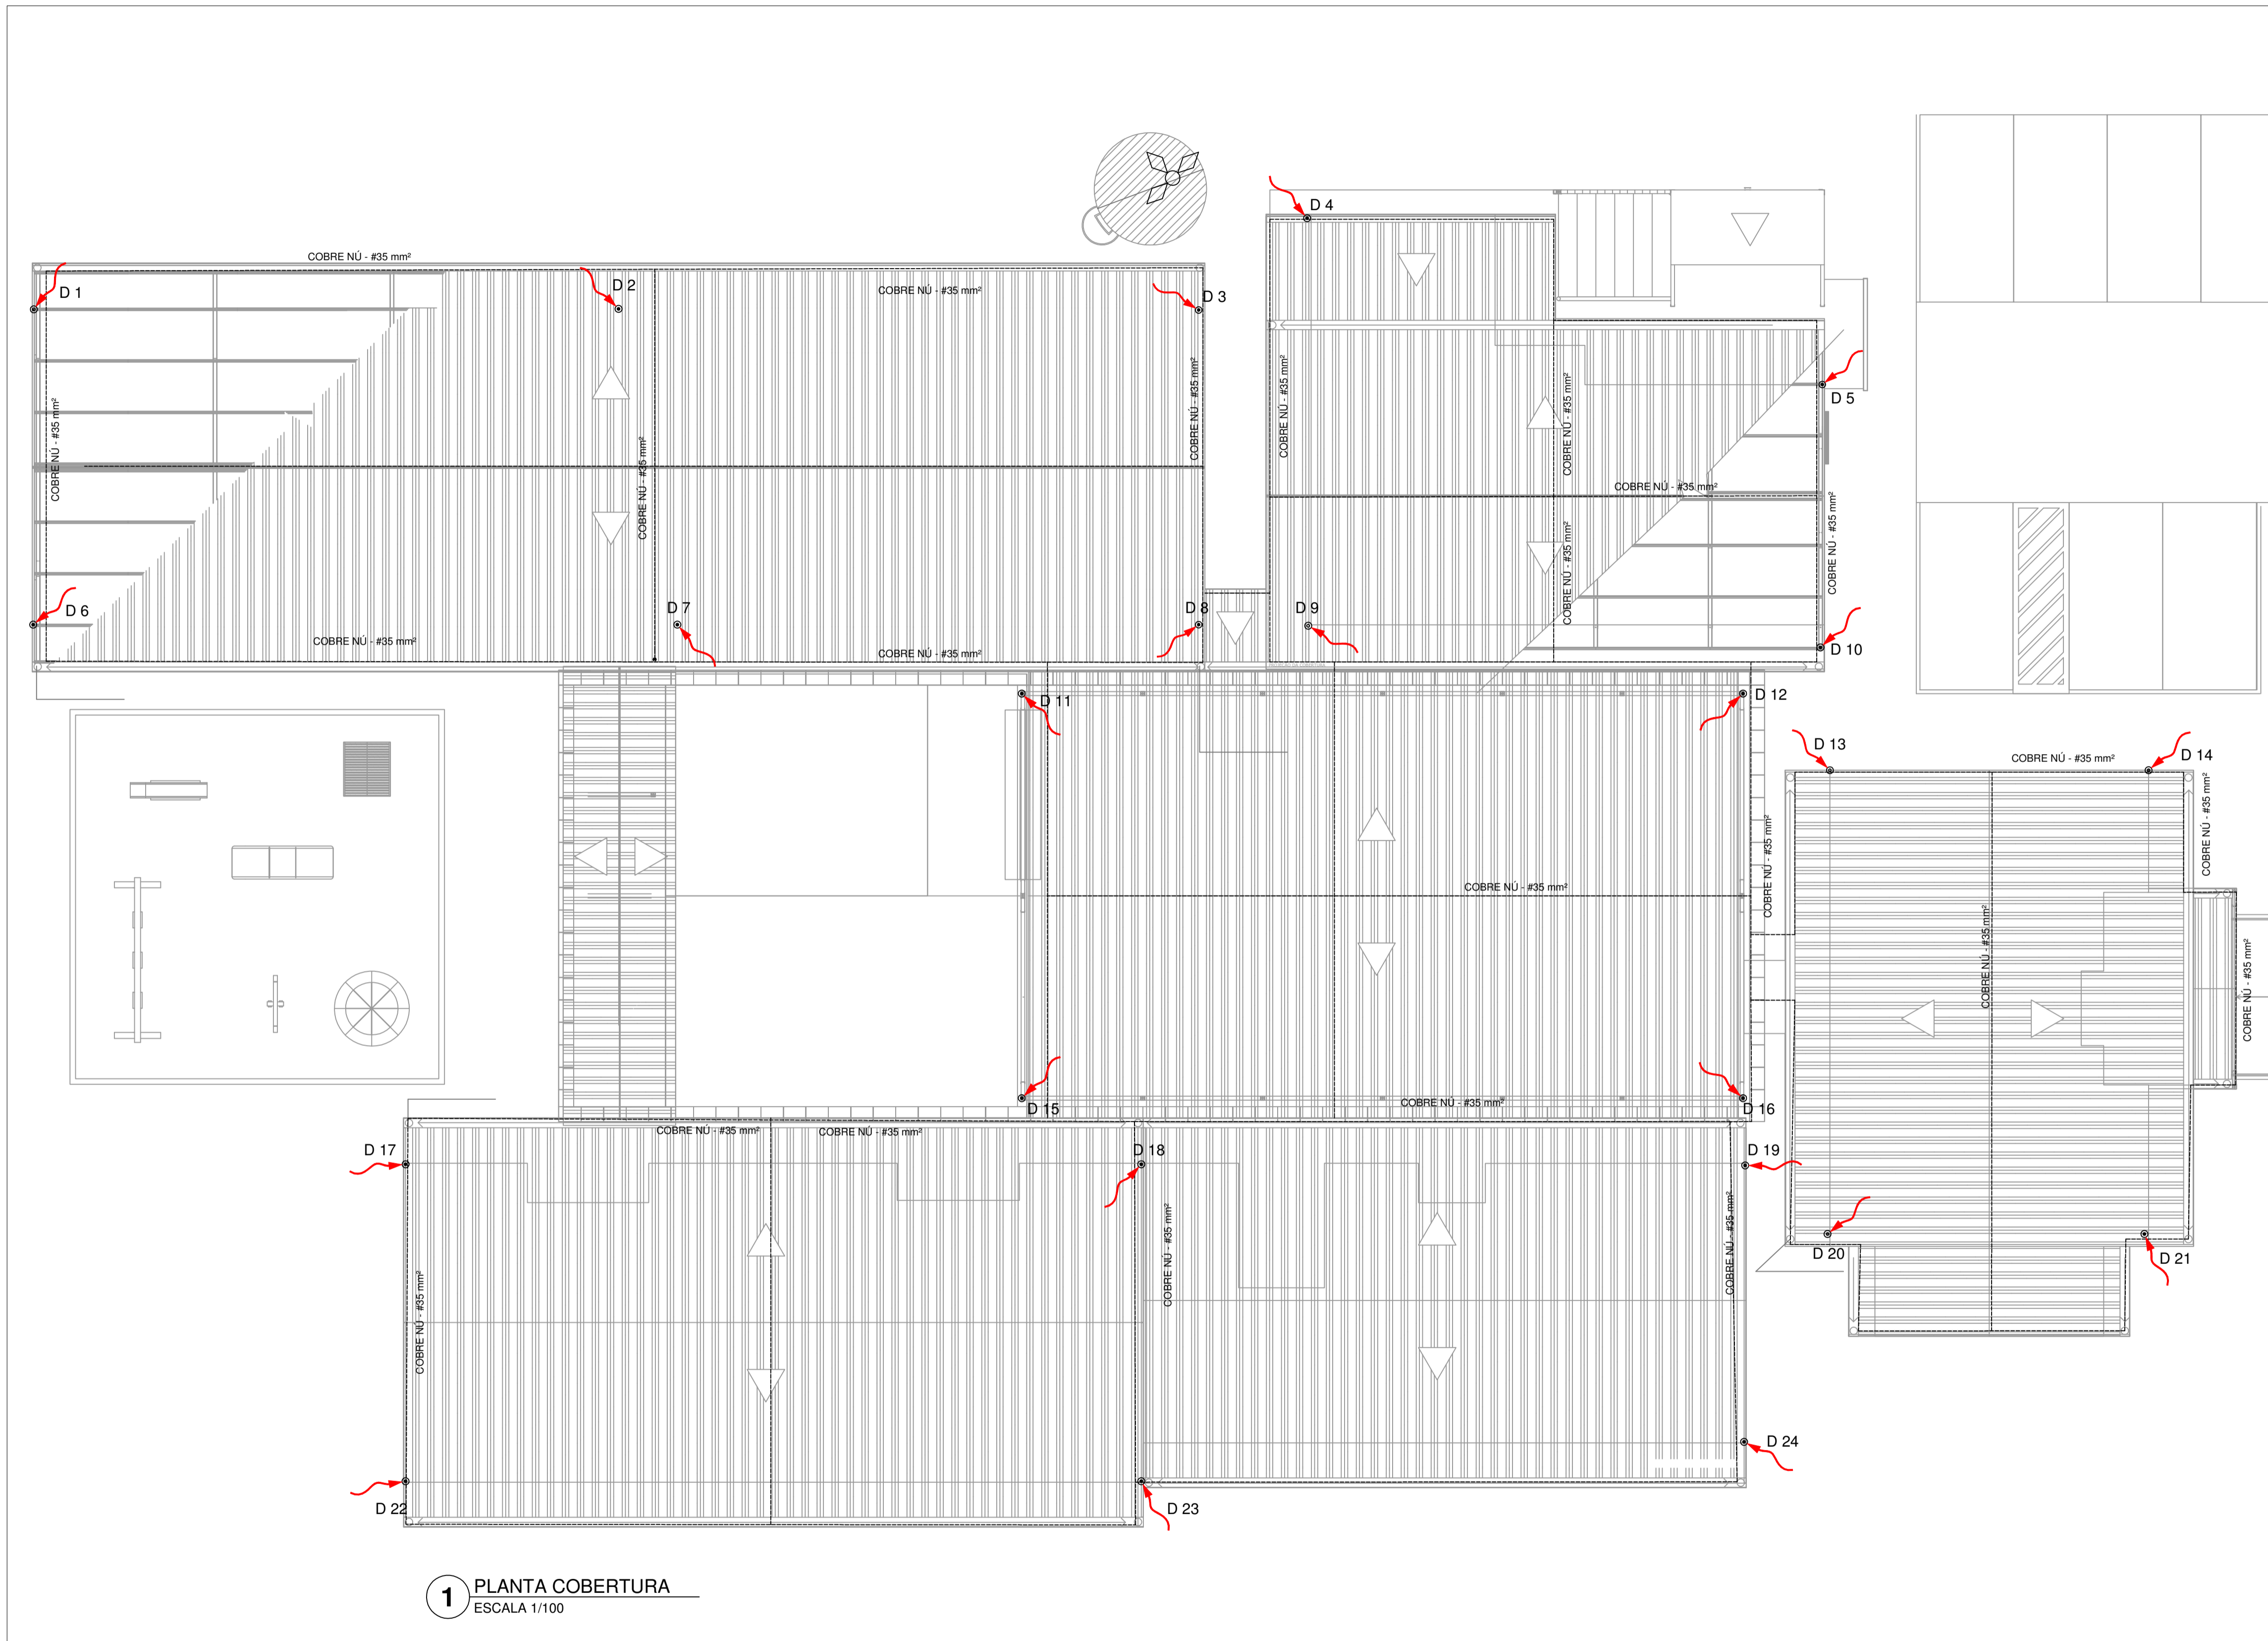 D 4
COBRE NÚ - #35 mm²
D 1
D 2
COBRE NÚ - #35 mm²
D 3
COBRE NÚ - #35 mm²
COBRE NÚ - #35 mm²
COBRE NÚ - #35 mm²
D 5
COBRE NÚ - #35 mm²
COBRE NÚ - #35 mm²
COBRE NÚ - #35 mm²
COBRE NÚ - #35 mm²
COBRE NÚ - #35 mm²
COBRE NÚ - #35 mm²
D 6
D 7
D 8
D 9
COBRE NÚ - #35 mm²
COBRE NÚ - #35 mm²
D 10
D 11
D 12
D 13
COBRE NÚ - #35 mm²
D 14
COBRE NÚ - #35 mm²
COBRE NÚ - #35 mm²
COBRE NÚ - #35 mm²
COBRE NÚ - #35 mm²
COBRE NÚ - #35 mm²
D 15
COBRE NÚ - #35 mm²
D 16
COBRE NÚ - #35 mm²
COBRE NÚ - #35 mm²
D 17
D 18
D 19
COBRE NÚ - #35 mm²
COBRE NÚ - #35 mm²
COBRE NÚ - #35 mm²
D 20
D 21
D 24
D 22
D 23
1
PLANTA COBERTURA
ESCALA 1/100